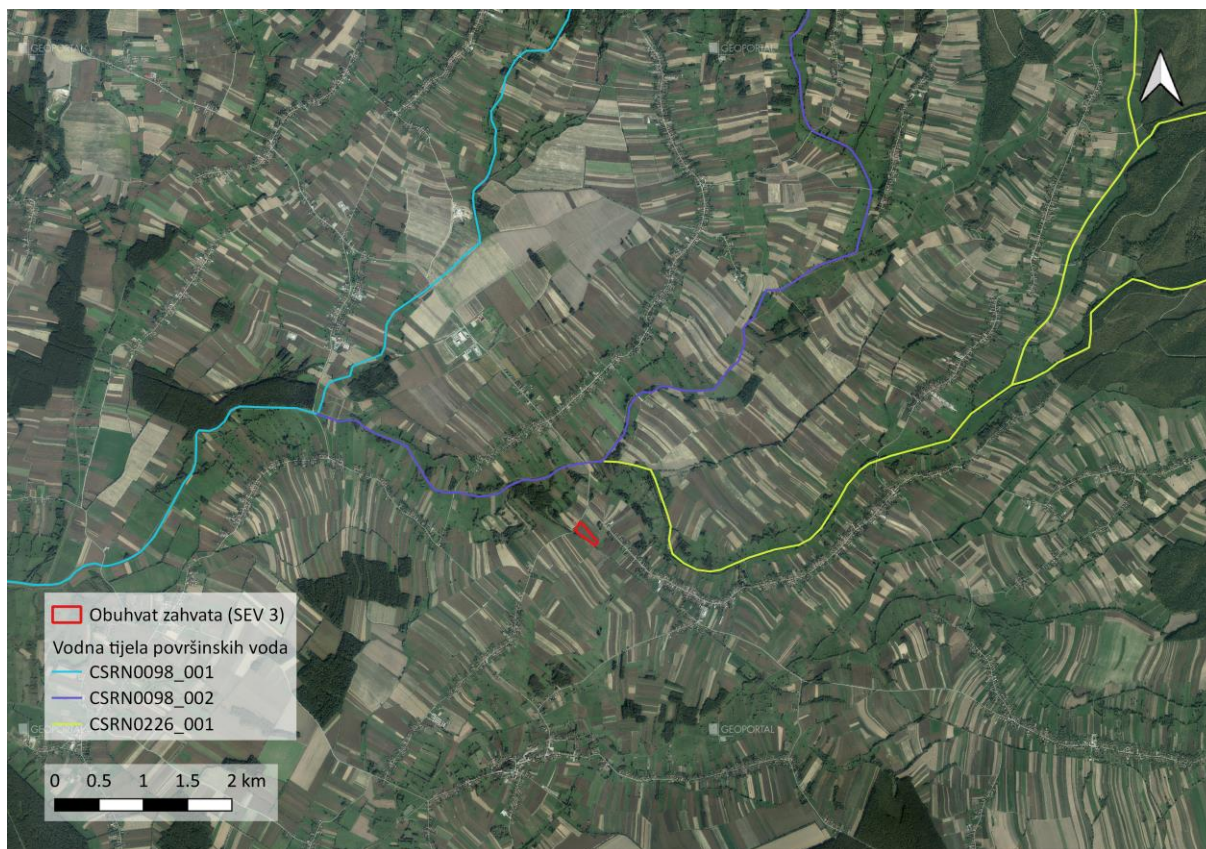 GEOPORTAL
GEOPORTAL
Obuhvat zahvata (SEV 3)
Vodna tijela površinskih voda
CSRN0098_001
CSRN0098_002
CSRN0226_001
GEOPORTAL
GEOPORTAL
0 0.5 1 1.5 2 km